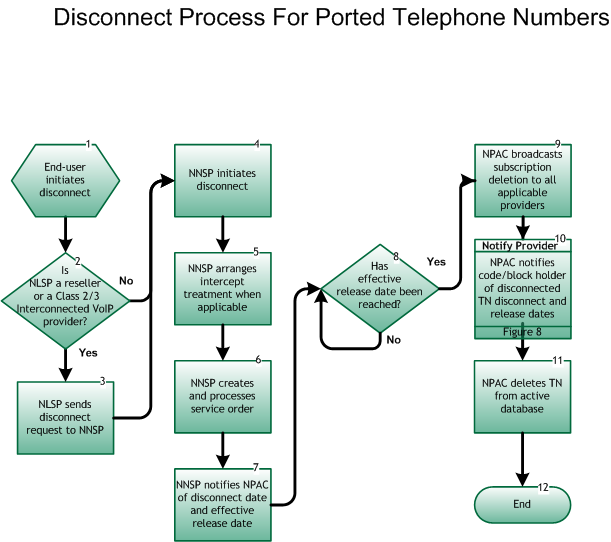 Disconnect Process For Ported Telephone Numbers
1
End-user
initiates
disconnect
2
Is
NLSP a reseller
or a Class 2/3
Interconnected VoIP
provider?
No
Yes
3
NLSP sends
disconnect
request to NNSP
4
NNSP initiates
disconnect
5
NNSP arranges
intercept
treatment when
applicable
6
NNSP creates
and processes
service order
7
NNSP notifies NPAC
of disconnect date
and effective
release date
8
Has
effective
release date been
reached?
Yes
No
9
NPAC broadcasts
subscription
deletion to all
applicable
providers
10
Notify Provider
NPAC notifies
code/block holder
of disconnected
TN disconnect and
release dates
Figure 8
11
NPAC deletes TN
from active
database
12
End